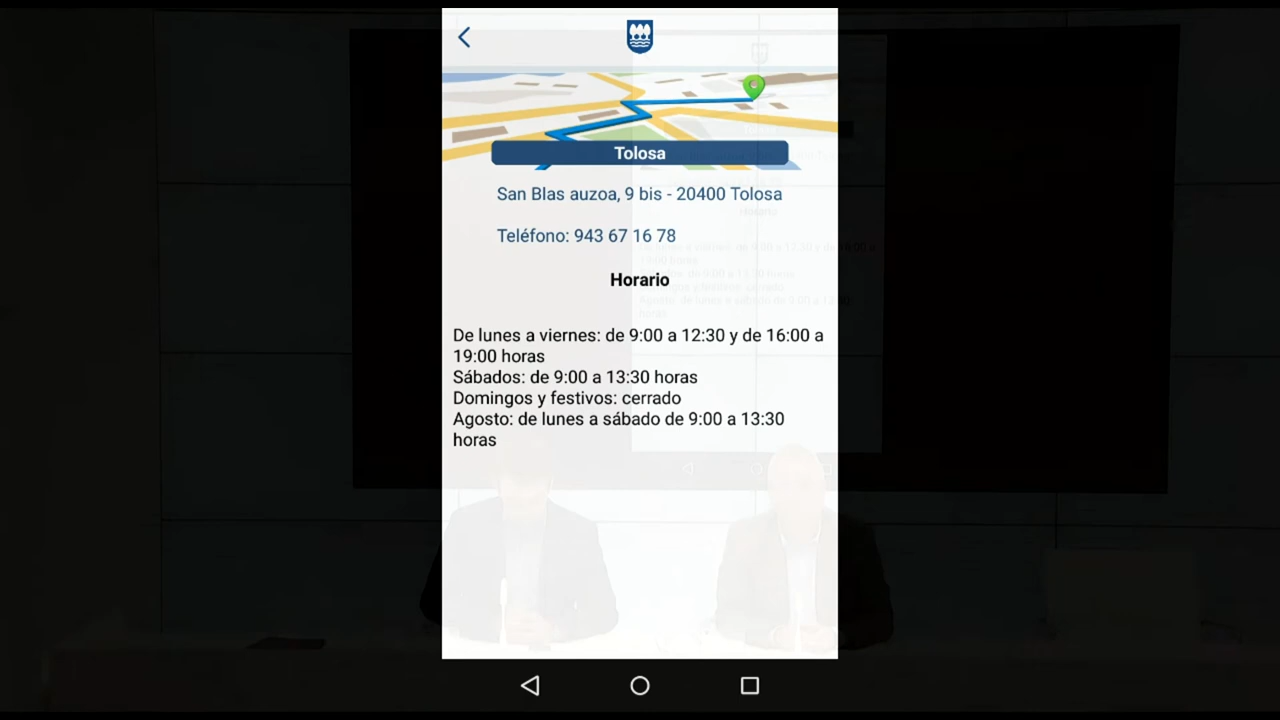 Tolosa
San Blas auzoa, 9 bis - 20400 Tolosa
Teléfono: 943 67 16 78
Horario
De lunes a viernes: de 9:00 a 12:30 y de 16:00 a
19:00 horas
Sábados: de 9:00 a 13:30 horas
Domingos y festivos: cerrado
Agosto: de lunes a sábado de 9:00 a 13:30
horas